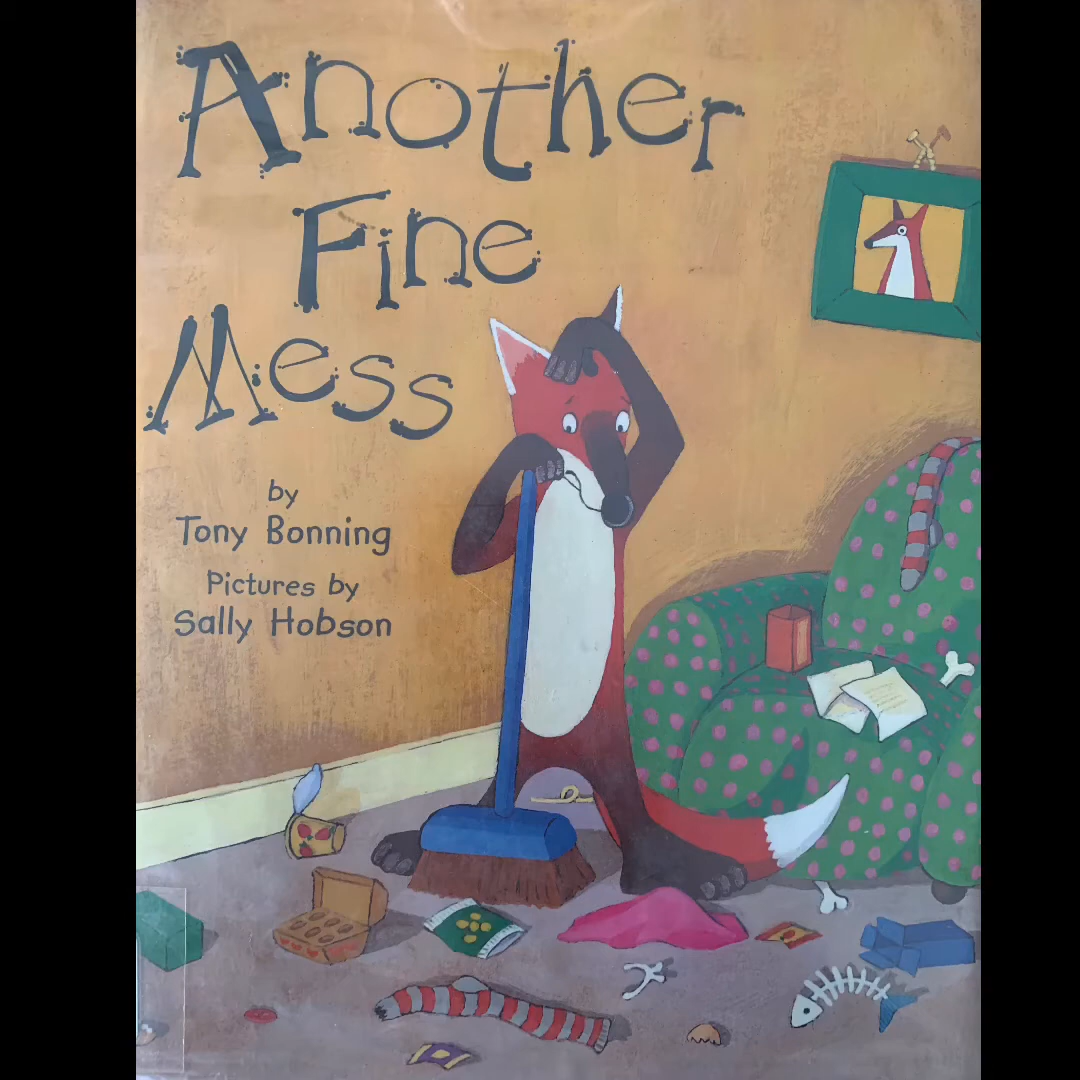 Another
Fine
Mess
by
Tony Bonning
Pictures by
Sally Hobson